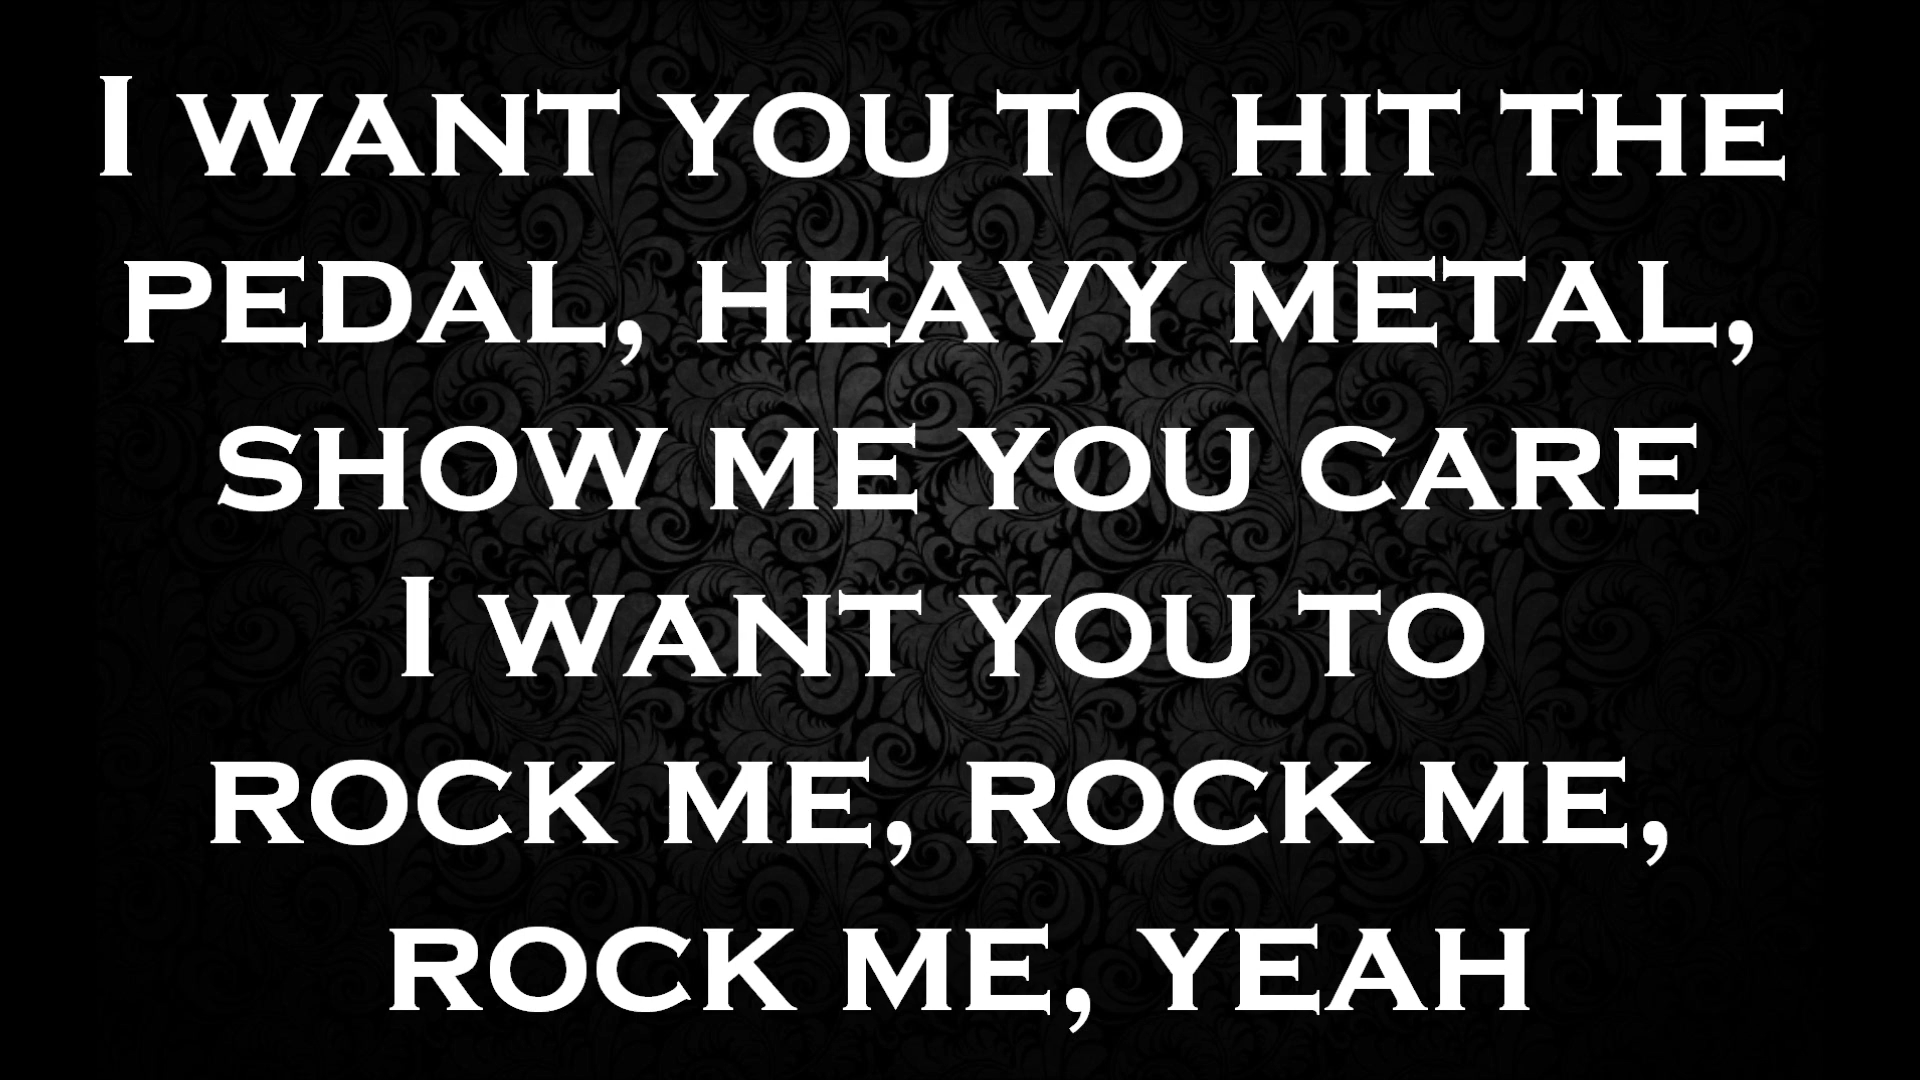 I WANT YOU TO HIT THE
PEDAL, HEAVY METAL,
SHOW ME YOU CARE
I WANT YOU TO
ROCK ME, ROCK ME,
ROCK ME, YEAH